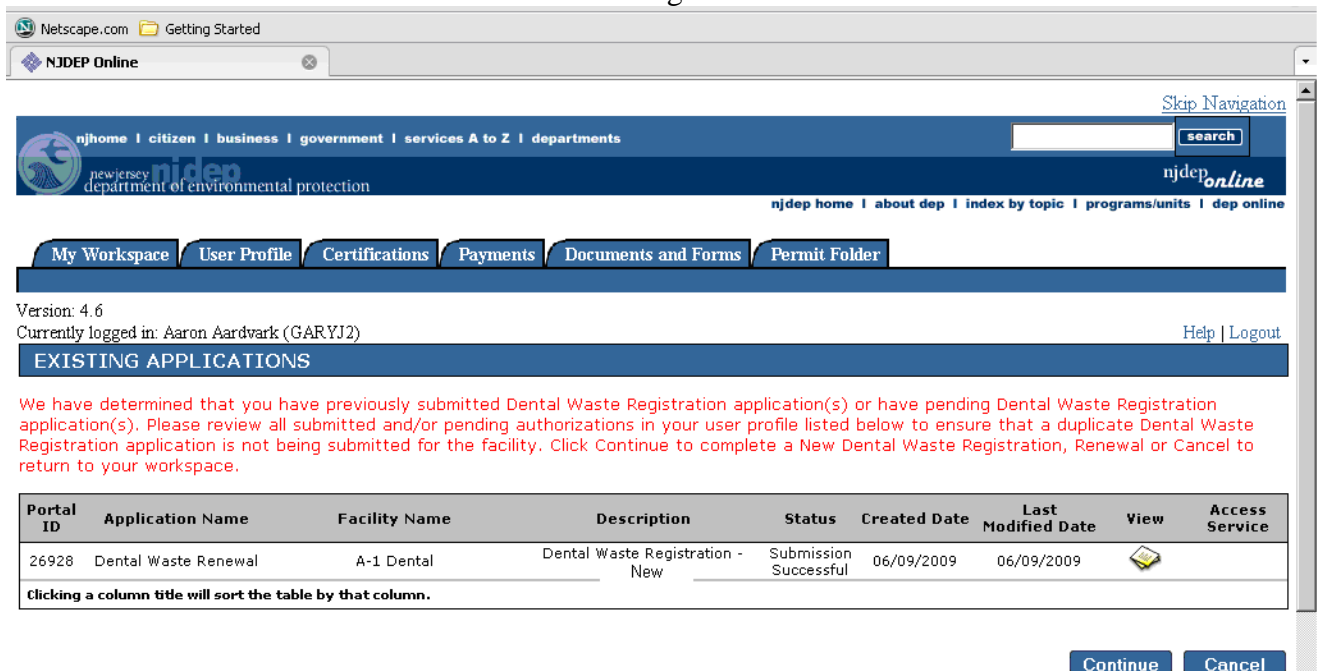 Netscape.com Getting Started
NJDEP Online
Skip Navigation
njhome | citizen | business | government | services A to Z | departments
search
newjersey njdep
department of environmental protection
njdeponline
njdep home | about dep | index by topic | programs/units | dep online
My Workspace User Profile Certifications Payments Documents and Forms Permit Folder
Version: 4.6
Currently logged in: Aaron Aardvark (GARYJ2)
Help | Logout
EXISTING APPLICATIONS
We have determined that you have previously submitted Dental Waste Registration application(s) or have pending Dental Waste Registration
application(s). Please review all submitted and/or pending authorizations in your user profile listed below to ensure that a duplicate Dental Waste
Registration application is not being submitted for the facility. Click Continue to complete a New Dental Waste Registration, Renewal or Cancel to
return to your workspace.
Portal ID Application Name Facility Name Description Status Created Date Last Modified Date View Access Service
26928 Dental Waste Renewal A-1 Dental Dental Waste Registration - New Submission Successful 06/09/2009 06/09/2009
Clicking a column title will sort the table by that column.
Continue Cancel